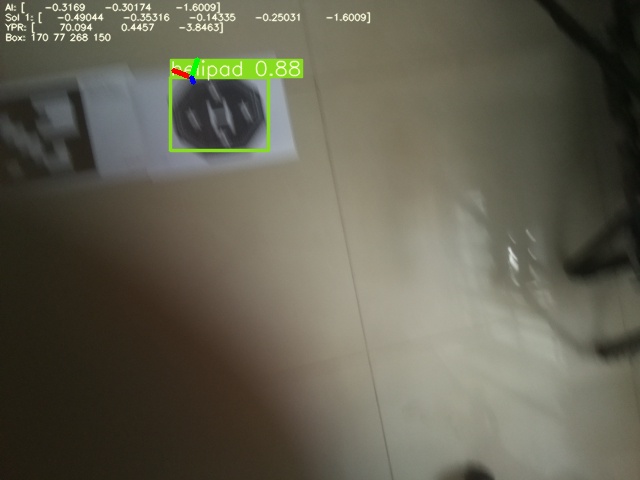 AI: [ -0.3169 -0.30174 -1.6009]
Sol 1: [ -0.49044 -0.35316 -0.14335 -0.25031 -1.6009]
YPR: [ 70.094 0.4457 -3.8463]
Box: 170 77 268 150
helipad 0.88
H